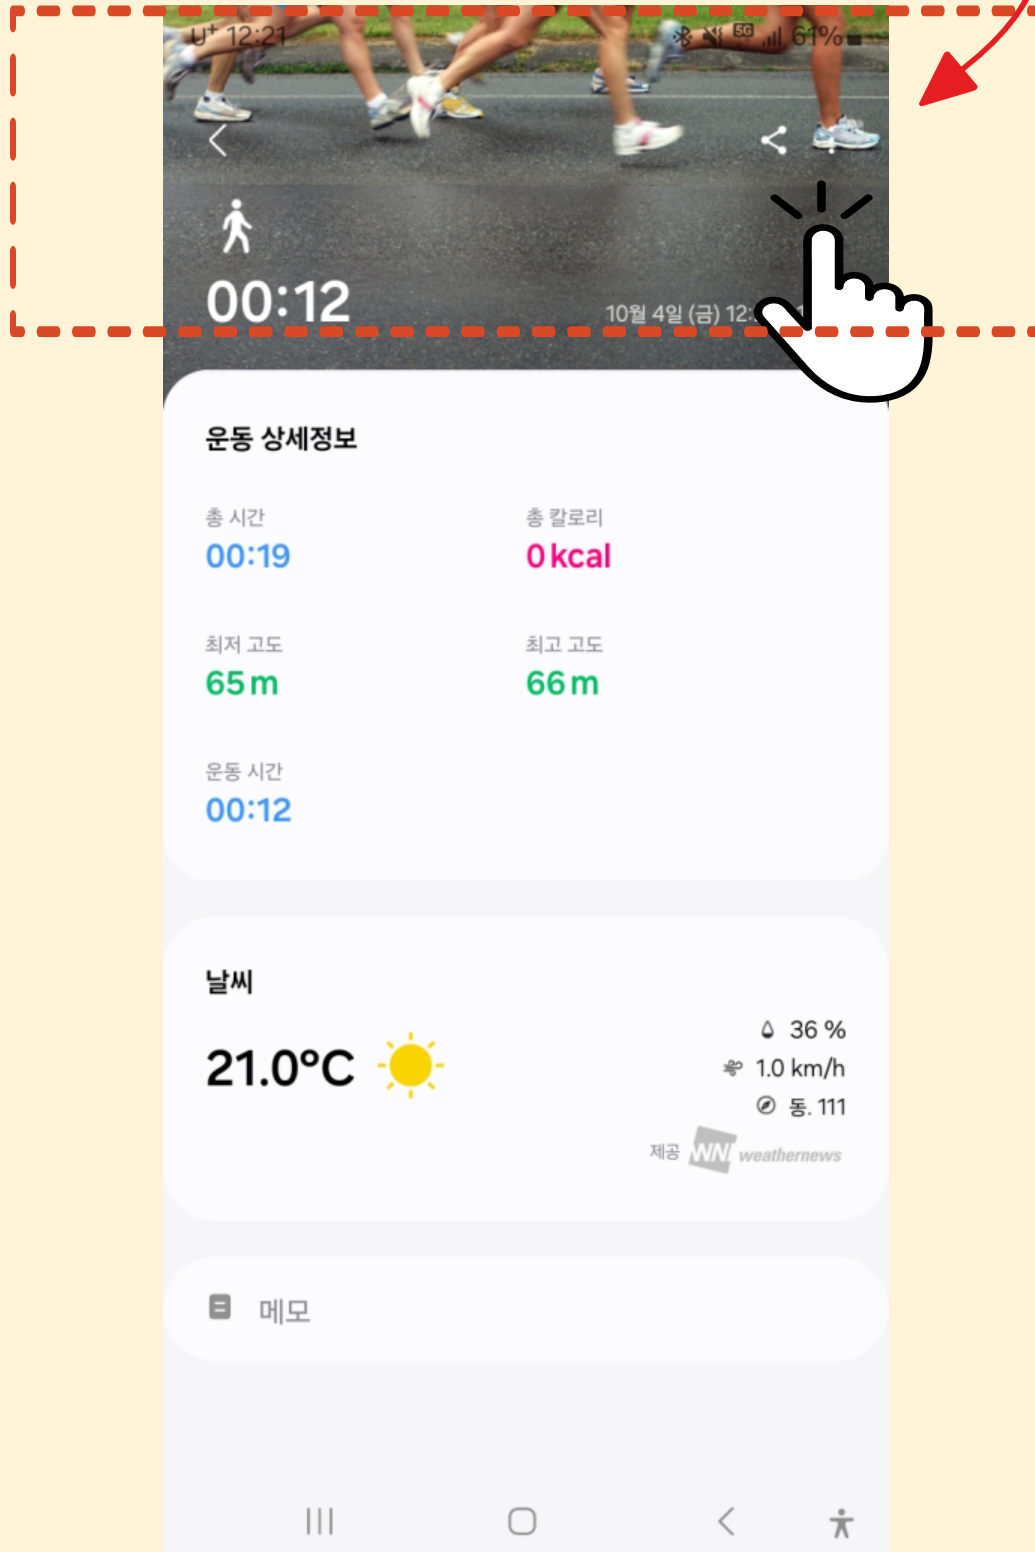 U⁺ 12:21 5G 61%
00:12
10월 4일 (금) 12:
운동 상세정보
총 시간 총 칼로리
00:19 0 kcal
최저 고도 최고 고도
65 m 66 m
운동 시간
00:12
날씨
36 %
21.0°C 1.0 km/h
동. 111
제공 WNI weathernews
메모